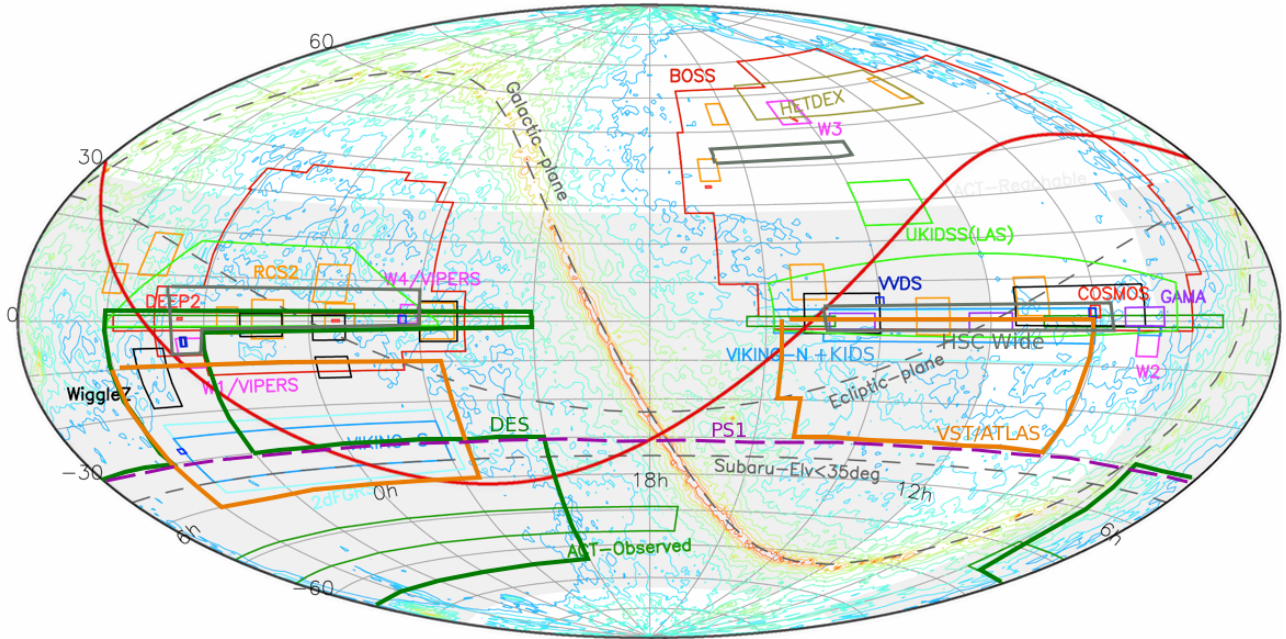 60
BOSS
HETDEX
Galactic-plane
W3
30
ACT-Reachable
UKIDSS(LAS)
RCS2
W4/VIPERS
VVDS
DEEP2
COSMOS
GAMA
0
HSC Wide
VIKING-N +KIDS
W2
W1/VIPERS
WiggleZ
Ecliptic-plane
DES
PS1
VST/ATLAS
VIKING-S
-30
Subaru-Elv<35deg
0h
18h
12h
6h
6h
ACT-Observed
-60